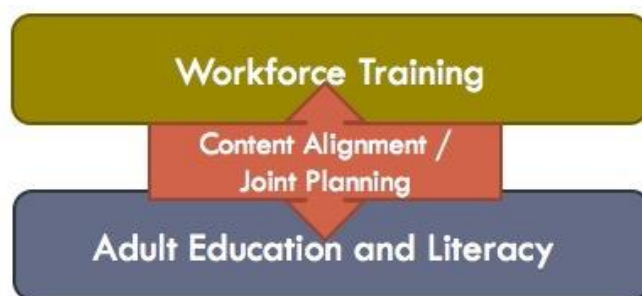 Workforce Training
Content Alignment /
Joint Planning
Adult Education and Literacy